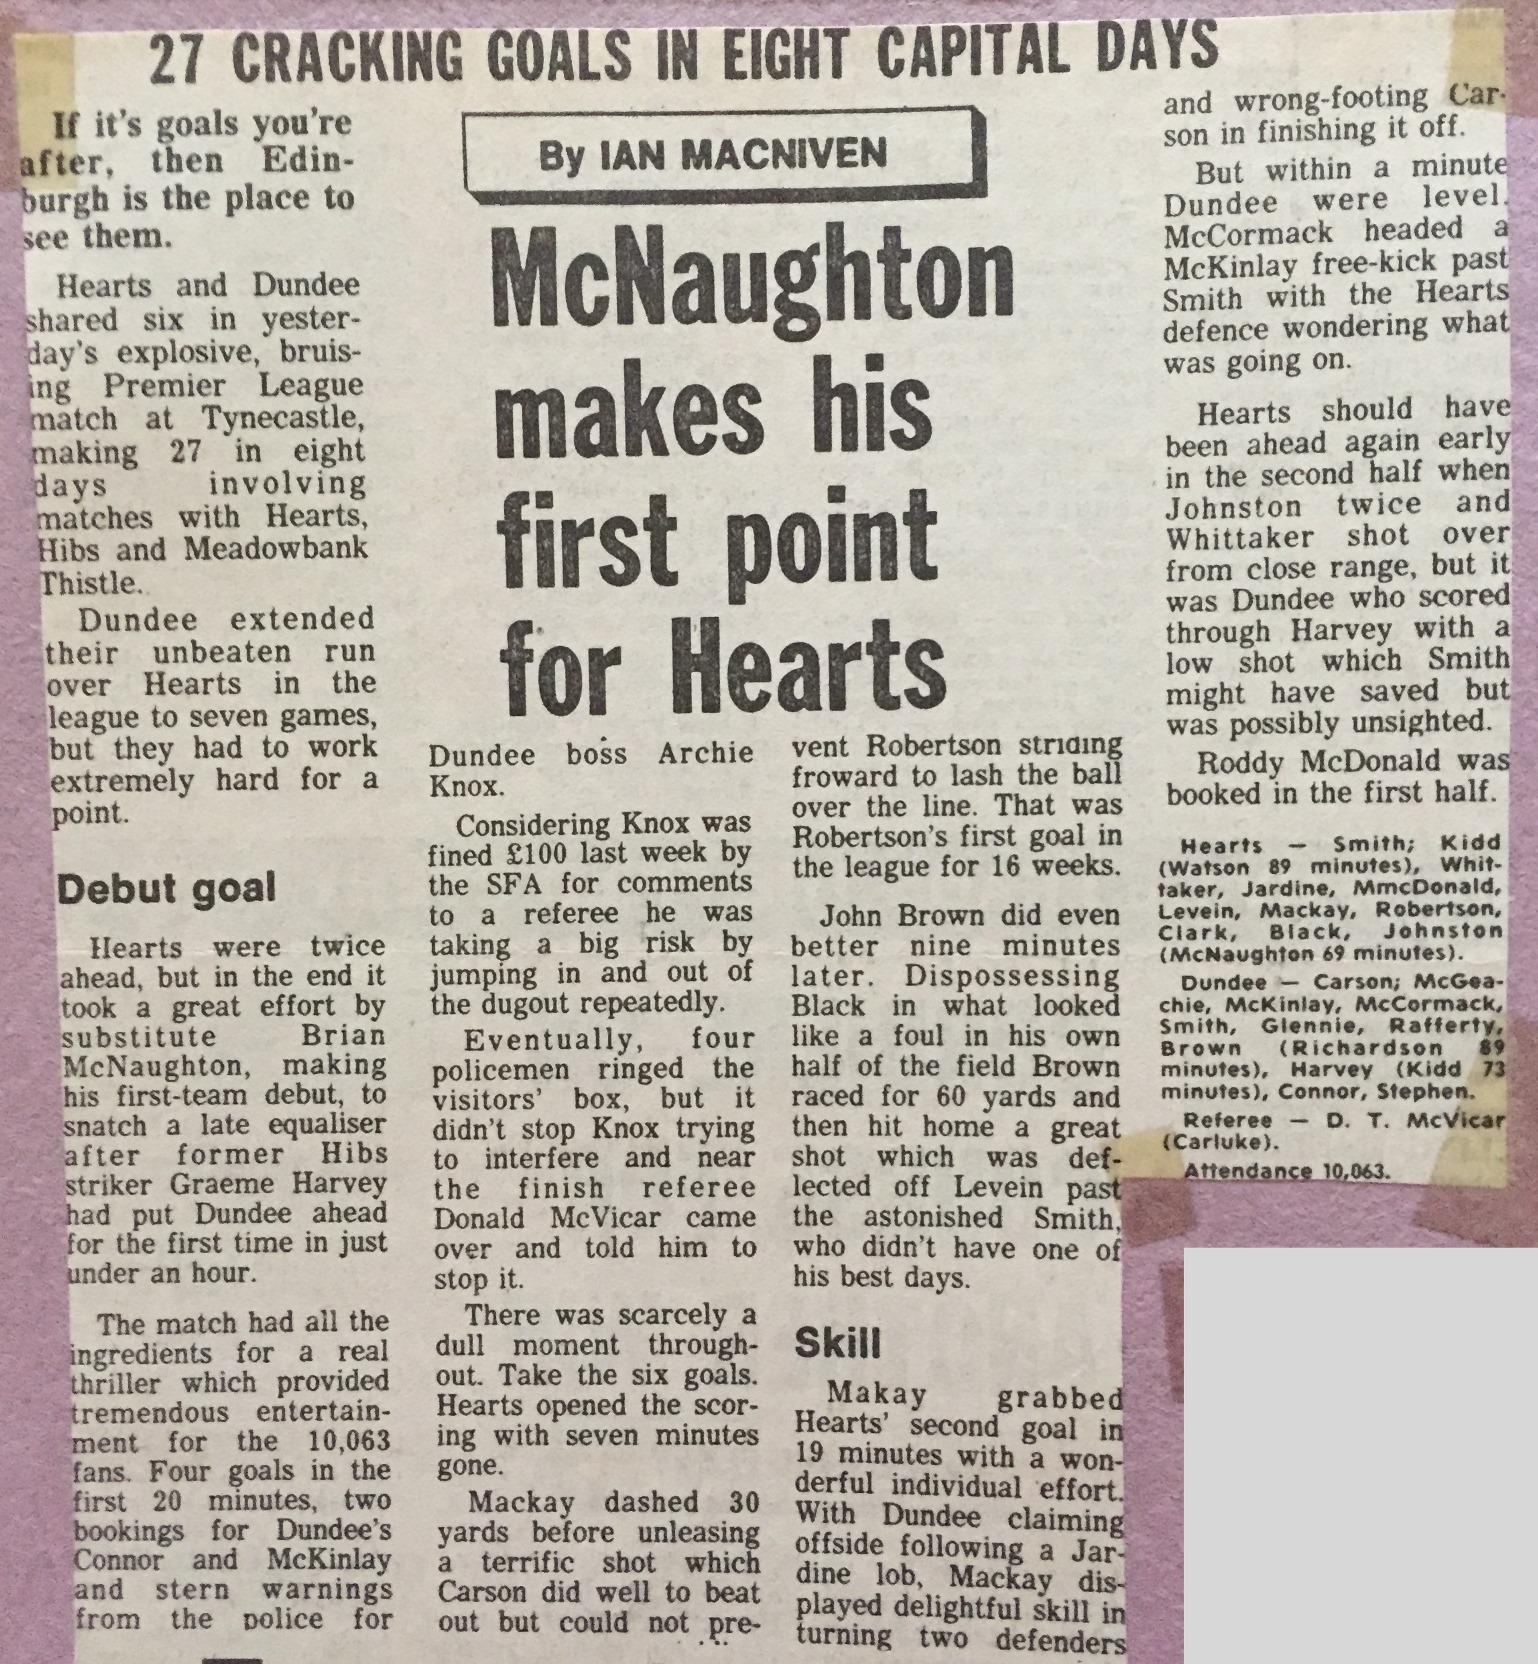 27 CRACKING GOALS IN EIGHT CAPITAL DAYS
If it's goals you're
after, then Edin-
burgh is the place to
see them.
Hearts and Dundee
shared six in yester-
day's explosive, bruis-
ing Premier League
match at Tynecastle,
making 27 in eight
days involving
matches with Hearts,
Hibs and Meadowbank
Thistle.
Dundee extended
their unbeaten run
over Hearts in the
league to seven games,
but they had to work
extremely hard for a
point.
Debut goal
Hearts were twice
ahead, but in the end it
took a great effort by
substitute Brian
McNaughton, making
his first-team debut, to
snatch a late equaliser
after former Hibs
striker Graeme Harvey
had put Dundee ahead
for the first time in just
under an hour.
The match had all the
ingredients for a real
thriller which provided
tremendous entertain-
ment for the 10,063
fans. Four goals in the
first 20 minutes, two
bookings for Dundee's
Connor and McKinlay
and stern warnings
from the police for
By IAN MACNIVEN
McNaughton
makes his
first point
for Hearts
Dundee boss Archie
Knox.
Considering Knox was
fined £100 last week by
the SFA for comments
to a referee he was
taking a big risk by
jumping in and out of
the dugout repeatedly.
Eventually, four
policemen ringed the
visitors' box, but it
didn't stop Knox trying
to interfere and near
the finish referee
Donald McVicar came
over and told him to
stop it.
There was scarcely a
dull moment through-
out. Take the six goals.
Hearts opened the scor-
ing with seven minutes
gone.
Mackay dashed 30
yards before unleasing
a terrific shot which
Carson did well to beat
out but could not pre-
vent Robertson striding
froward to lash the ball
over the line. That was
Robertson's first goal in
the league for 16 weeks.
John Brown did even
better nine minutes
later. Dispossessing
Black in what looked
like a foul in his own
half of the field Brown
raced for 60 yards and
then hit home a great
shot which was def-
lected off Levein past
the astonished Smith,
who didn't have one of
his best days.
Skill
Makay grabbed
Hearts' second goal in
19 minutes with a won-
derful individual effort.
With Dundee claiming
offside following a Jar-
dine lob, Mackay dis-
played delightful skill in
turning two defenders
and wrong-footing Car-
son in finishing it off.
But within a minute
Dundee were level.
McCormack headed a
McKinlay free-kick past
Smith with the Hearts
defence wondering what
was going on.
Hearts should have
been ahead again early
in the second half when
Johnston twice and
Whittaker shot over
from close range, but it
was Dundee who scored
through Harvey with a
low shot which Smith
might have saved but
was possibly unsighted.
Roddy McDonald was
booked in the first half.
Hearts — Smith; Kidd
(Watson 89 minutes), Whit-
taker, Jardine, MmcDonald,
Levein, Mackay, Robertson,
Clark, Black, Johnston
(McNaughton 69 minutes).
Dundee — Carson; McGea-
chie, McKinlay, McCormack,
Smith, Glennie, Rafferty,
Brown (Richardson 89
minutes), Harvey (Kidd 73
minutes), Connor, Stephen.
Referee — D. T. McVicar
(Carluke).
Attendance 10,063.